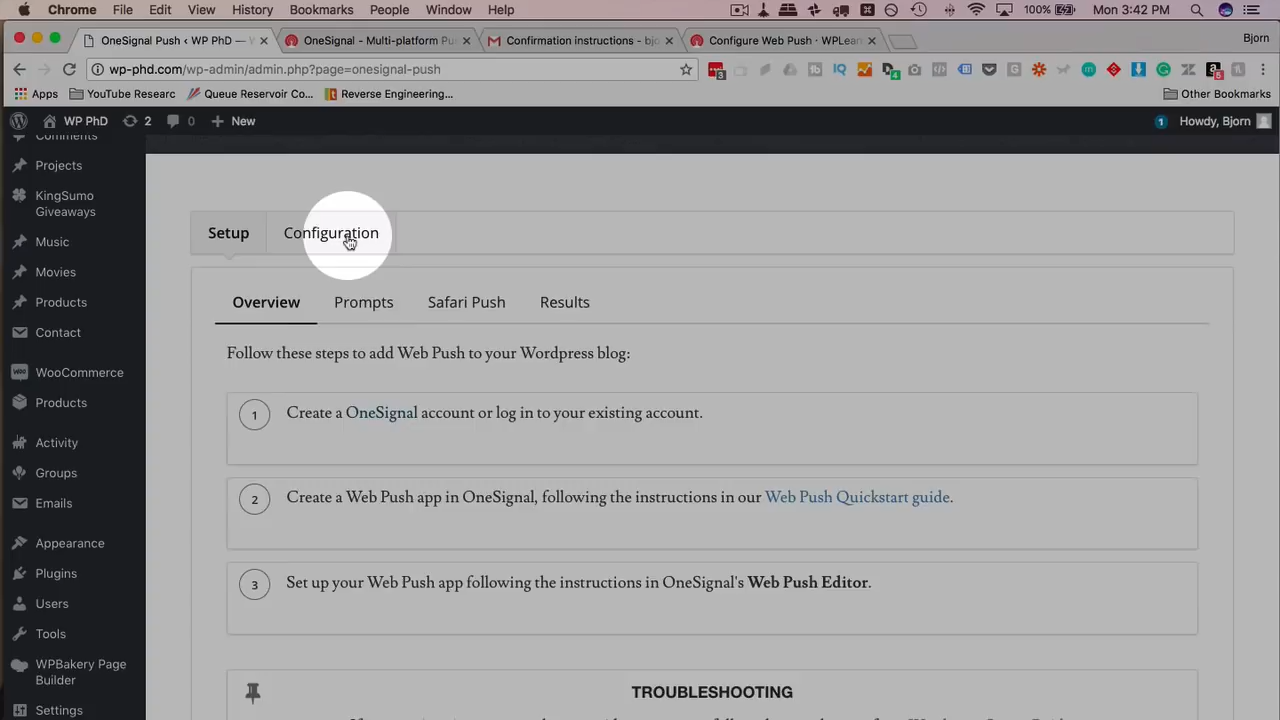 Chrome File Edit View History Bookmarks People Window Help 100% Mon 3:42 PM
OneSignal Push ‹ WP PhD — W OneSignal - Multi-platform Pu Confirmation instructions - bjo Configure Web Push · WPLearn Bjorn
wp-phd.com/wp-admin/admin.php?page=onesignal-push
Apps YouTube Researc Queue Reservoir Co... Reverse Engineering... Other Bookmarks
WP PhD 2 0 New 1 Howdy, Bjorn
Comments
Projects
KingSumo
Giveaways
Music
Movies
Products
Contact
WooCommerce
Products
Activity
Groups
Emails
Appearance
Plugins
Users
Tools
WPBakery Page
Builder
Settings
Setup Configuration
Overview Prompts Safari Push Results
Follow these steps to add Web Push to your Wordpress blog:
1 Create a OneSignal account or log in to your existing account.
2 Create a Web Push app in OneSignal, following the instructions in our Web Push Quickstart guide.
3 Set up your Web Push app following the instructions in OneSignal's Web Push Editor.
TROUBLESHOOTING